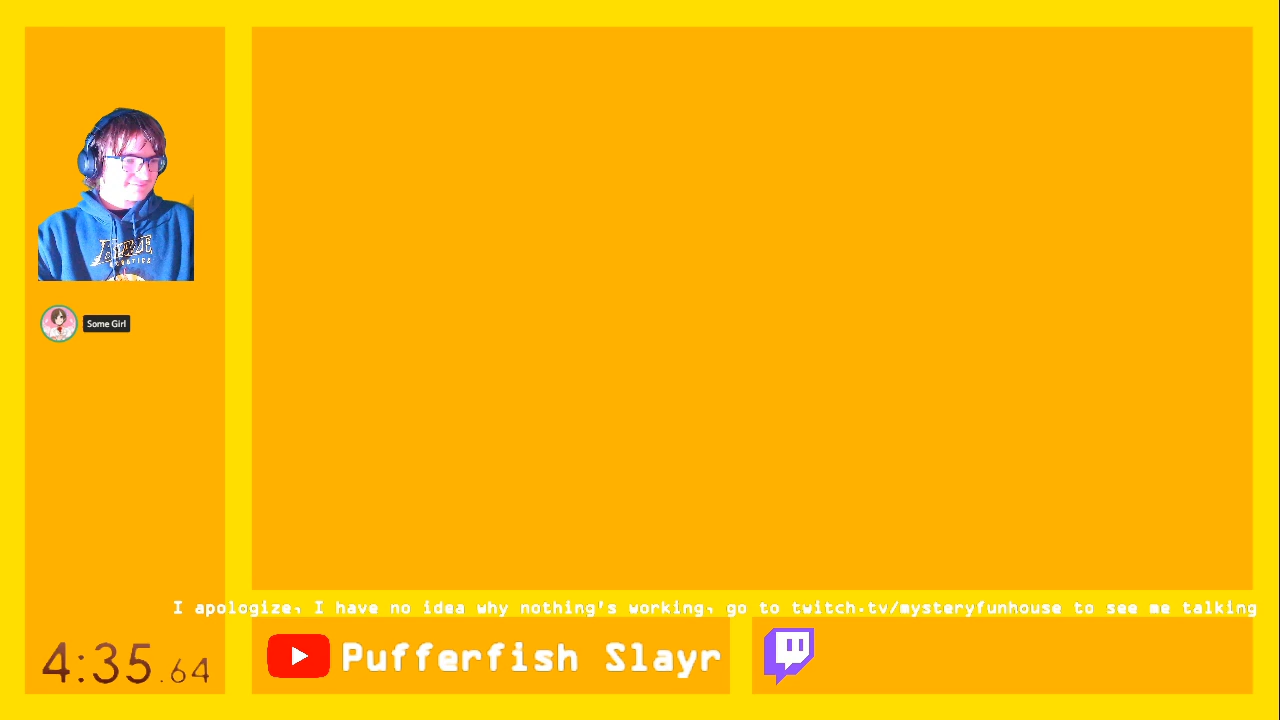 Some Girl
I apologize, I have no idea why nothing's working, go to twitch.tv/mysteryfunhouse to see me talking
4:35.64
Pufferfish Slayr